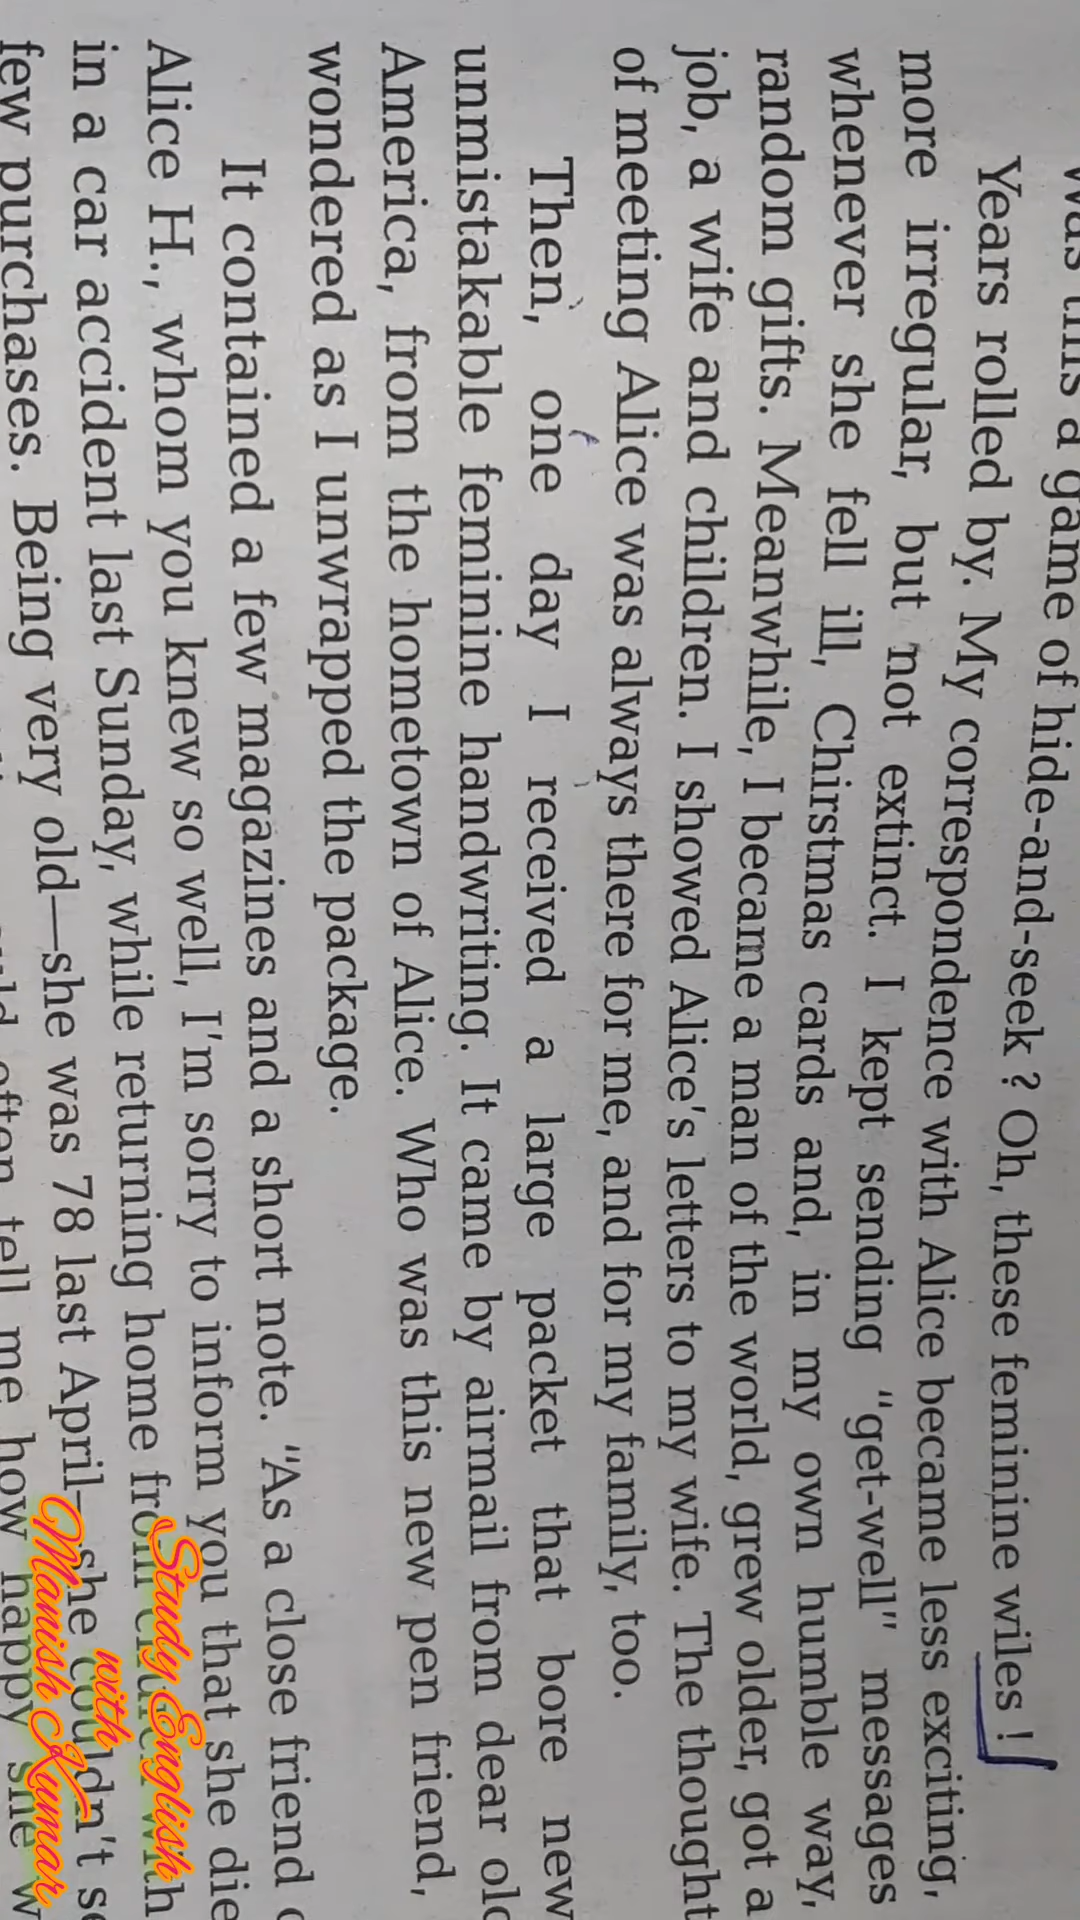 was this a game of hide-and-seek ? Oh, these feminine wiles !
Years rolled by. My correspondence with Alice became less exciting,
more irregular, but not extinct. I kept sending "get-well" messages
whenever she fell ill, Chirstmas cards and, in my own humble way,
random gifts. Meanwhile, I became a man of the world, grew older, got a
job, a wife and children. I showed Alice's letters to my wife. The thought
of meeting Alice was always there for me, and for my family, too.
Then, one day I received a large packet that bore new
unmistakable feminine handwriting. It came by airmail from dear old
America, from the hometown of Alice. Who was this new pen friend,
wondered as I unwrapped the package.
It contained a few magazines and a short note. "As a close friend
Alice H., whom you knew so well, I'm sorry to inform you that she die
in a car accident last Sunday, while returning home from with
few purchases. Being very old—she was 78 last April—she couldn't
often tell me how happy she
Study English
with
Manish Kumar